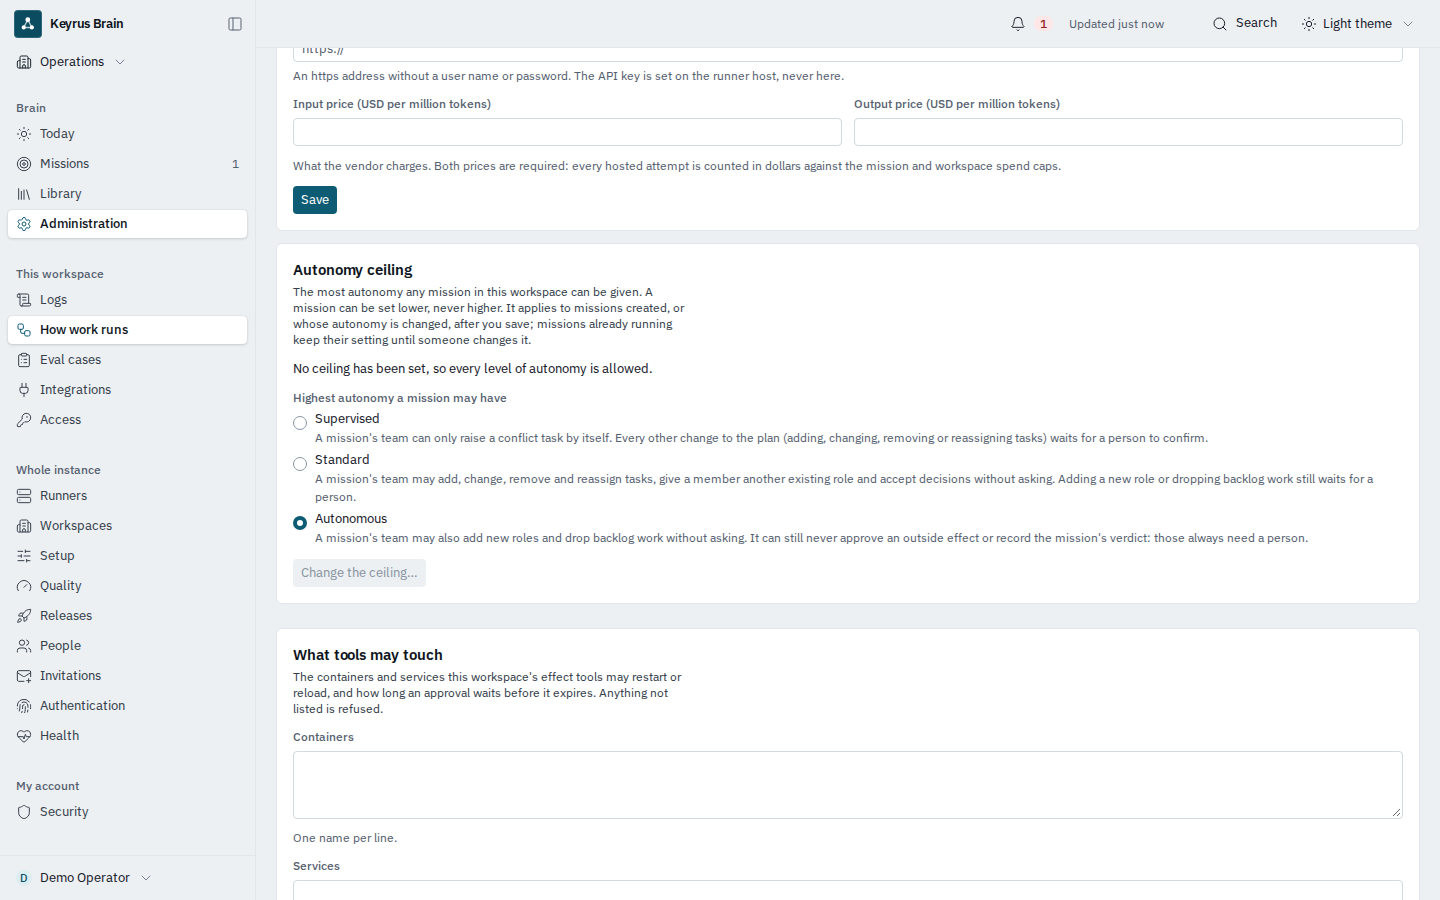 Keyrus Brain
Operations
Brain
Today
Missions 1
Library
Administration
This workspace
Logs
How work runs
Eval cases
Integrations
Access
Whole instance
Runners
Workspaces
Setup
Quality
Releases
People
Invitations
Authentication
Health
My account
Security
D Demo Operator
1 Updated just now Search Light theme
https://
An https address without a user name or password. The API key is set on the runner host, never here.
Input price (USD per million tokens) Output price (USD per million tokens)
What the vendor charges. Both prices are required: every hosted attempt is counted in dollars against the mission and workspace spend caps.
Save
Autonomy ceiling
The most autonomy any mission in this workspace can be given. A
mission can be set lower, never higher. It applies to missions created, or
whose autonomy is changed, after you save; missions already running
keep their setting until someone changes it.
No ceiling has been set, so every level of autonomy is allowed.
Highest autonomy a mission may have
Supervised
A mission's team can only raise a conflict task by itself. Every other change to the plan (adding, changing, removing or reassigning tasks) waits for a person to confirm.
Standard
A mission's team may add, change, remove and reassign tasks, give a member another existing role and accept decisions without asking. Adding a new role or dropping backlog work still waits for a
person.
Autonomous
A mission's team may also add new roles and drop backlog work without asking. It can still never approve an outside effect or record the mission's verdict: those always need a person.
Change the ceiling...
What tools may touch
The containers and services this workspace's effect tools may restart or
reload, and how long an approval waits before it expires. Anything not
listed is refused.
Containers
One name per line.
Services